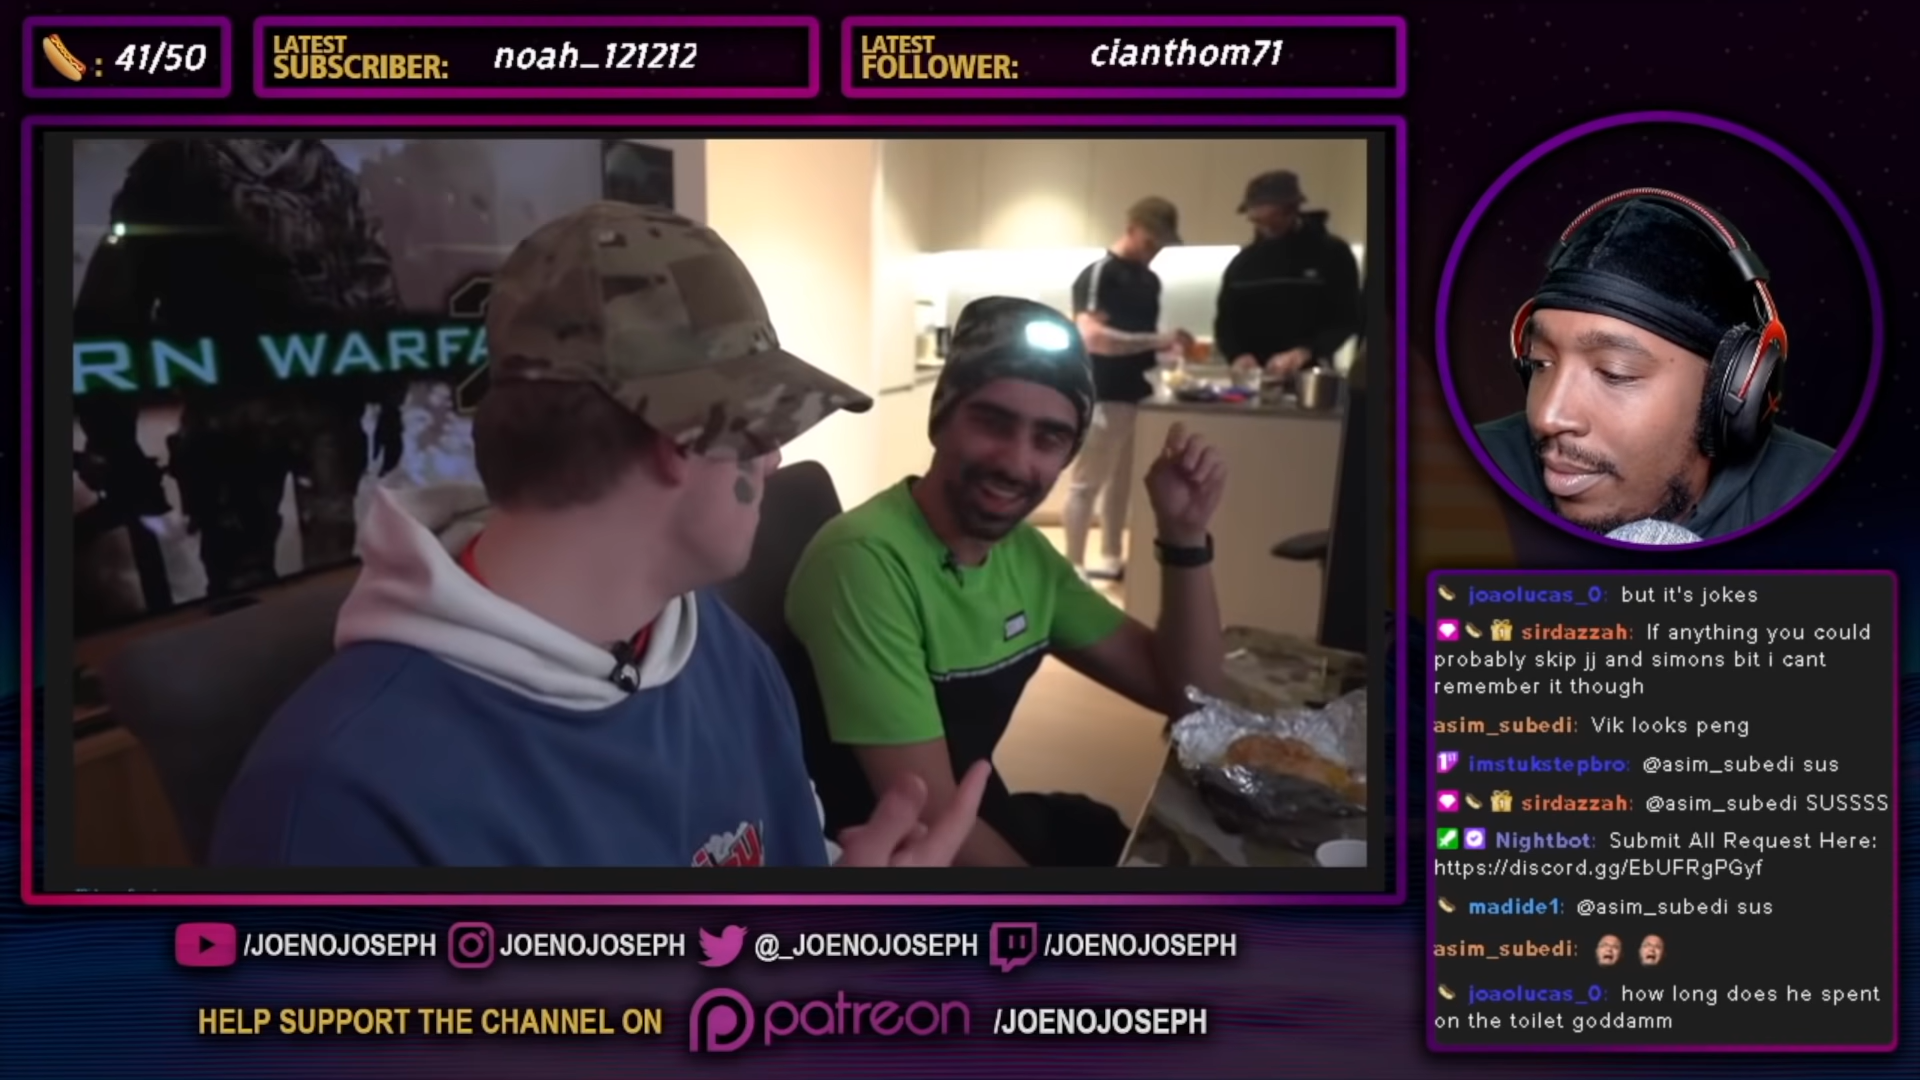 : 41/50
LATEST
SUBSCRIBER:
noah_121212
LATEST
FOLLOWER:
cianthom71
RN WARFA
2
joaolucas_0: but it's jokes
sirdazzah: If anything you could
probably skip jj and simons bit i cant
remember it though
asim_subedi: Vik looks peng
imstukstepbro: @asim_subedi sus
sirdazzah: @asim_subedi SUSSSS
Nightbot: Submit All Request Here:
https://discord.gg/EbUFRgPGyf
madide1: @asim_subedi sus
asim_subedi:
joaolucas_0: how long does he spent
on the toilet goddamm
/JOENOJOSEPH
JOENOJOSEPH
@_JOENOJOSEPH
/JOENOJOSEPH
HELP SUPPORT THE CHANNEL ON
patreon
/JOENOJOSEPH